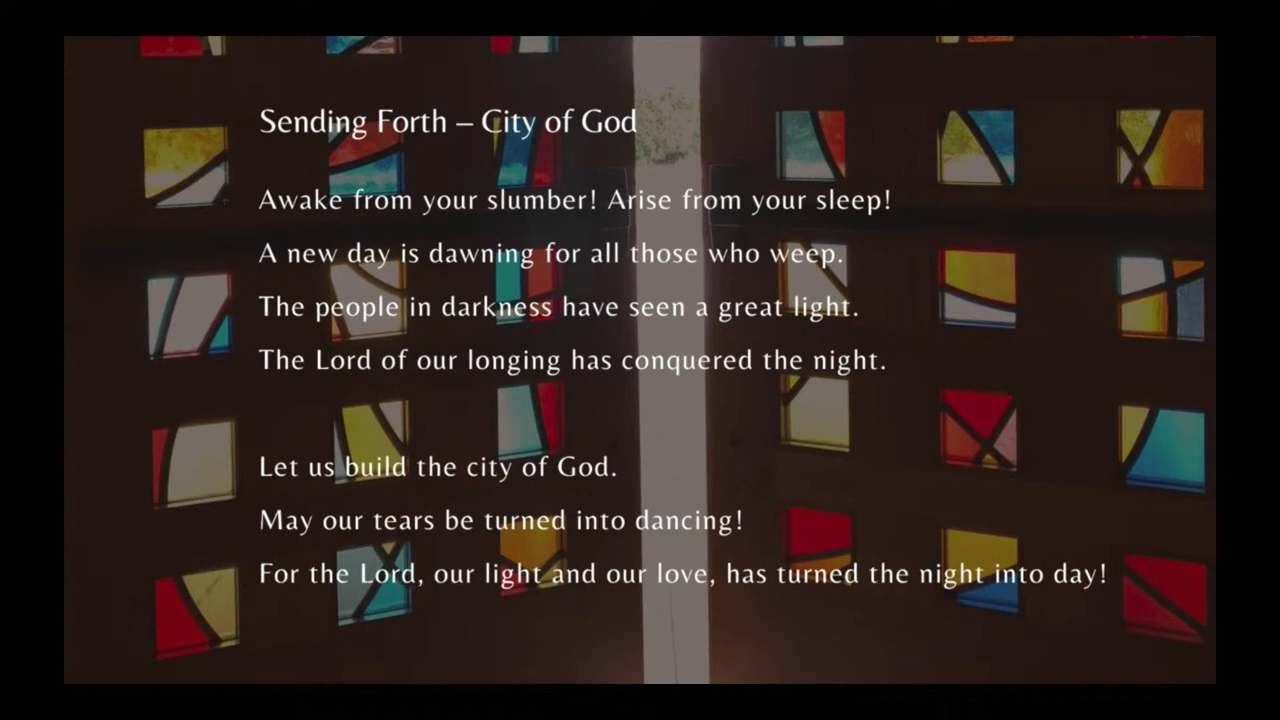 Sending Forth – City of God
Awake from your slumber! Arise from your sleep!
A new day is dawning for all those who weep.
The people in darkness have seen a great light.
The Lord of our longing has conquered the night.
Let us build the city of God.
May our tears be turned into dancing!
For the Lord, our light and our love, has turned the night into day!